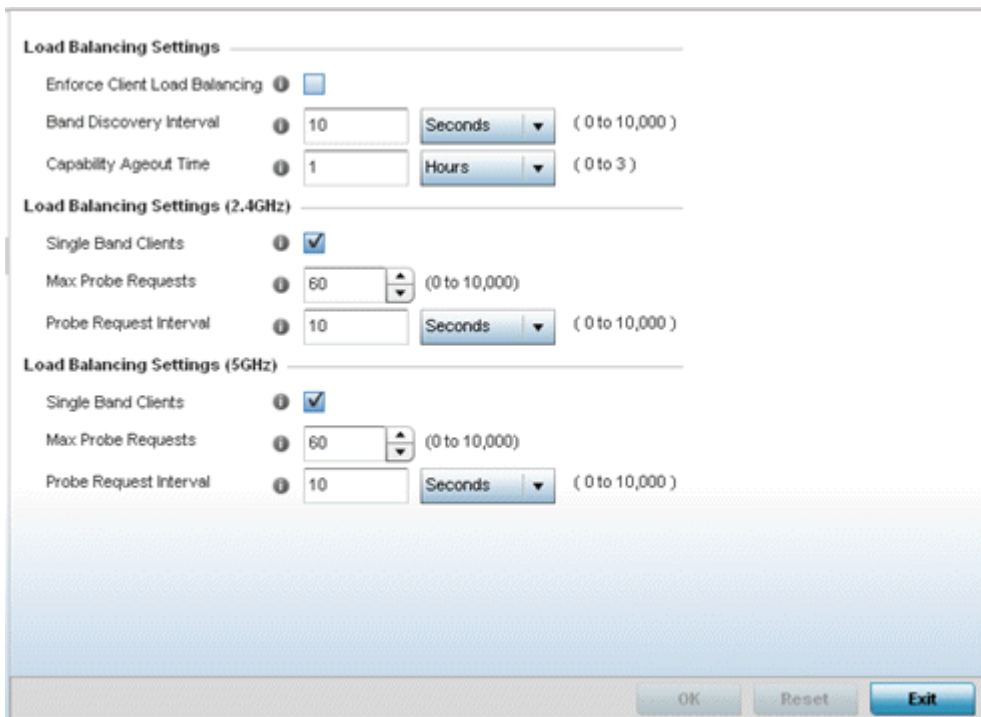 Load Balancing Settings
Enforce Client Load Balancing
Band Discovery Interval 10 Seconds ( 0 to 10,000 )
Capability Ageout Time 1 Hours ( 0 to 3 )
Load Balancing Settings (2.4GHz)
Single Band Clients
Max Probe Requests 60 (0 to 10,000)
Probe Request Interval 10 Seconds ( 0 to 10,000 )
Load Balancing Settings (5GHz)
Single Band Clients
Max Probe Requests 60 (0 to 10,000)
Probe Request Interval 10 Seconds ( 0 to 10,000 )
OK Reset Exit